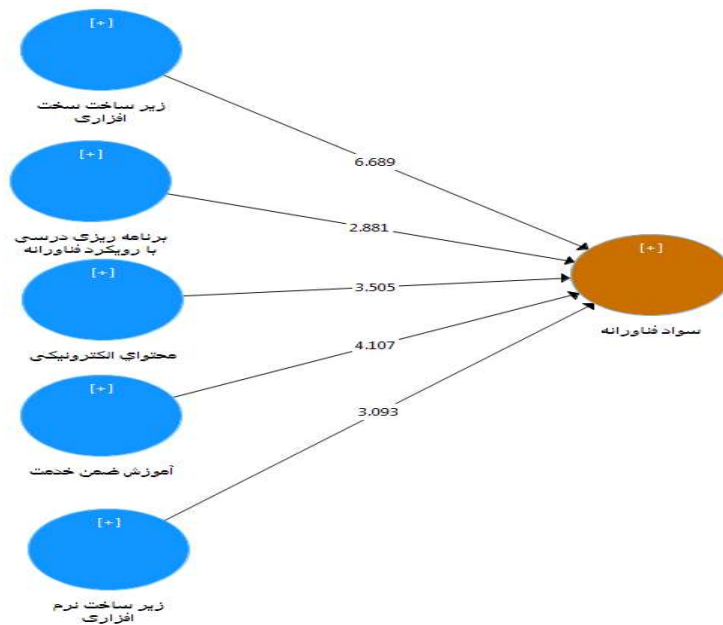 [+]
زیر ساخت سخت
افزاری
6.689
[+]
برنامه ریزی درسی
با رویکرد فناورانه
2.881
[+]
سواد فناورانه
[+]
محتواي الکترونیکی
3.505
4.107
[+]
آموزش ضمن خدمت
3.093
[+]
زیر ساخت نرم
افزاری